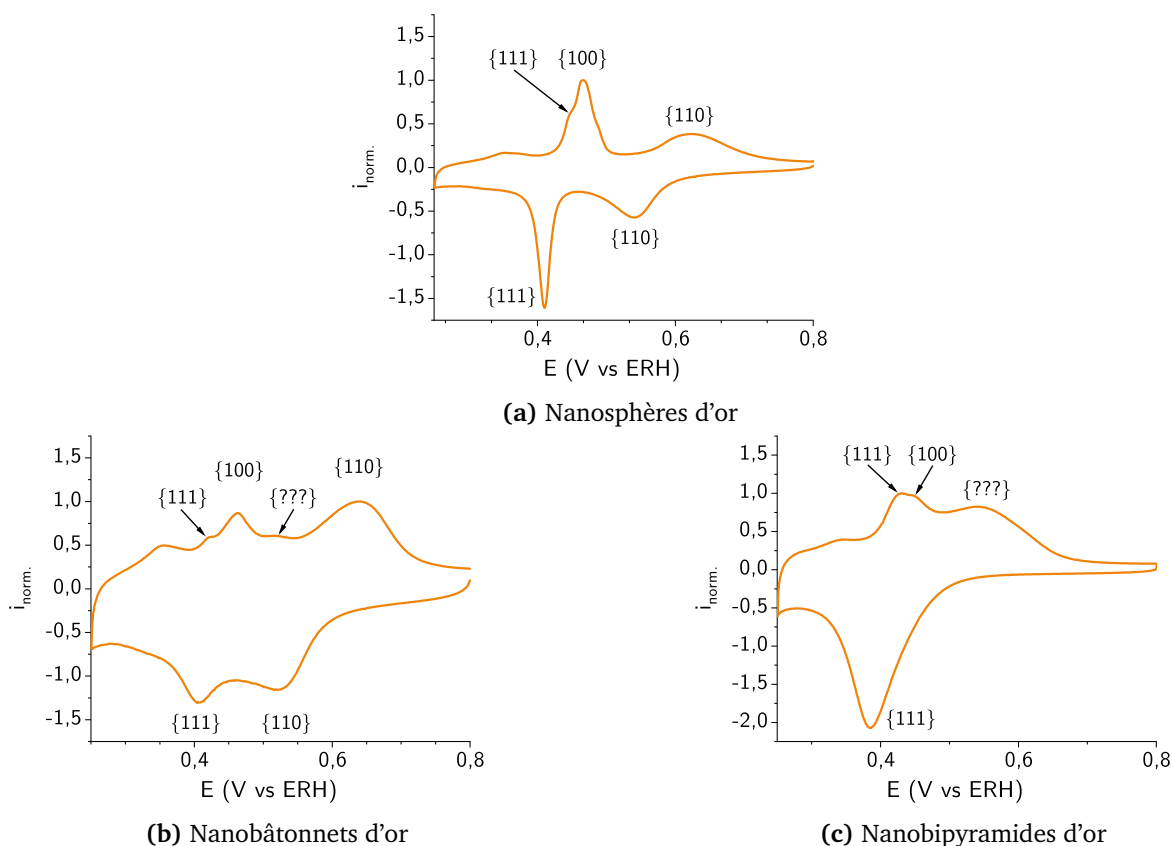 {111} {100}
{110}
1,5
1,0
0,5
0,0
-0,5
-1,0
-1,5
i norm.
{110}
{111}
0,4 0,6 0,8
E (V vs ERH)
(a) Nanosphères d'or
{111} {100} {???} {110}
1,5
1,0
0,5
0,0
-0,5
-1,0
-1,5
i norm.
{111} {110}
0,4 0,6 0,8
E (V vs ERH)
(b) Nanobâtonnets d'or
{111} {100} {???}
1,5
1,0
0,5
0,0
-0,5
-1,0
-1,5
-2,0
i norm.
{111}
0,4 0,6 0,8
E (V vs ERH)
(c) Nanobipyramides d'or